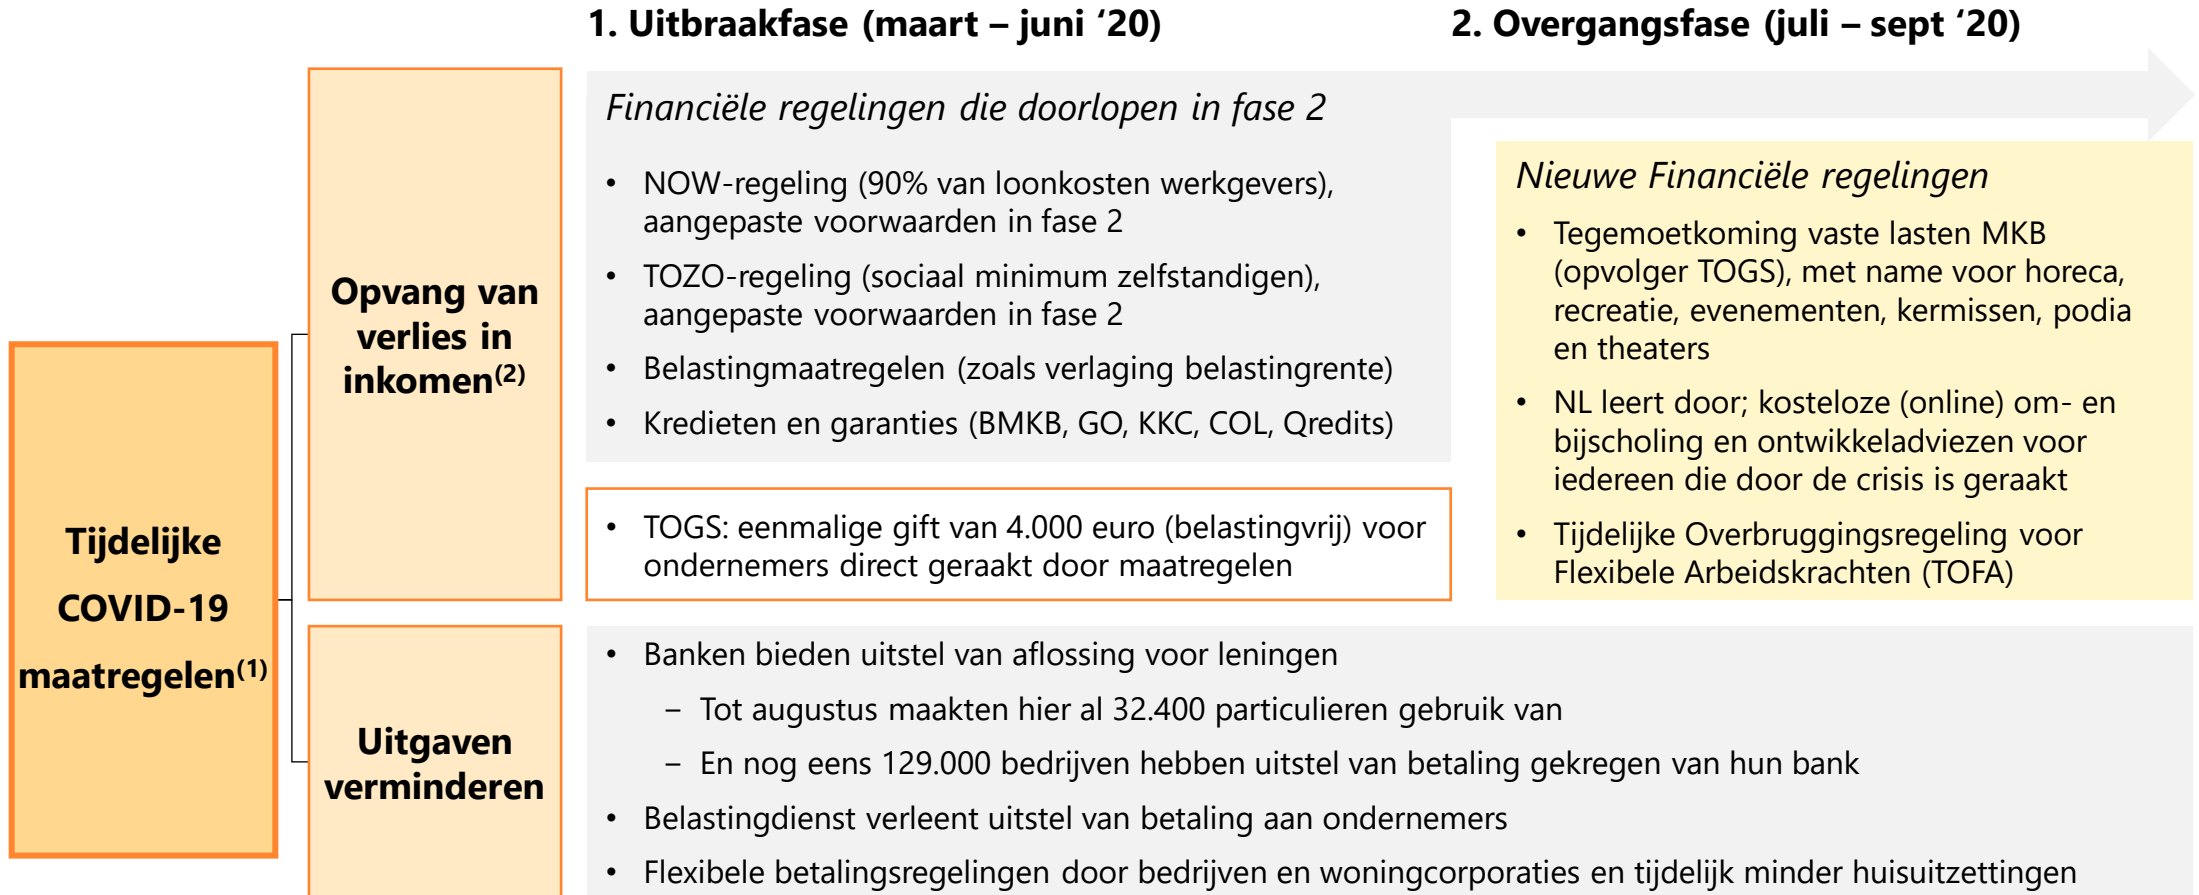 1. Uitbraakfase (maart – juni ‘20)
2. Overgangsfase (juli – sept ‘20)
Tijdelijke
COVID-19
maatregelen(1)
Opvang van
verlies in
inkomen(2)
Financiële regelingen die doorlopen in fase 2
• NOW-regeling (90% van loonkosten werkgevers),
aangepaste voorwaarden in fase 2
• TOZO-regeling (sociaal minimum zelfstandigen),
aangepaste voorwaarden in fase 2
• Belastingmaatregelen (zoals verlaging belastingrente)
• Kredieten en garanties (BMKB, GO, KKC, COL, Qredits)
• TOGS: eenmalige gift van 4.000 euro (belastingvrij) voor
ondernemers direct geraakt door maatregelen
Nieuwe Financiële regelingen
• Tegemoetkoming vaste lasten MKB
(opvolger TOGS), met name voor horeca,
recreatie, evenementen, kermissen, podia
en theaters
• NL leert door; kosteloze (online) om- en
bijscholing en ontwikkeladviezen voor
iedereen die door de crisis is geraakt
• Tijdelijke Overbruggingsregeling voor
Flexibele Arbeidskrachten (TOFA)
Uitgaven
verminderen
• Banken bieden uitstel van aflossing voor leningen
– Tot augustus maakten hier al 32.400 particulieren gebruik van
– En nog eens 129.000 bedrijven hebben uitstel van betaling gekregen van hun bank
• Belastingdienst verleent uitstel van betaling aan ondernemers
• Flexibele betalingsregelingen door bedrijven en woningcorporaties en tijdelijk minder huisuitzettingen